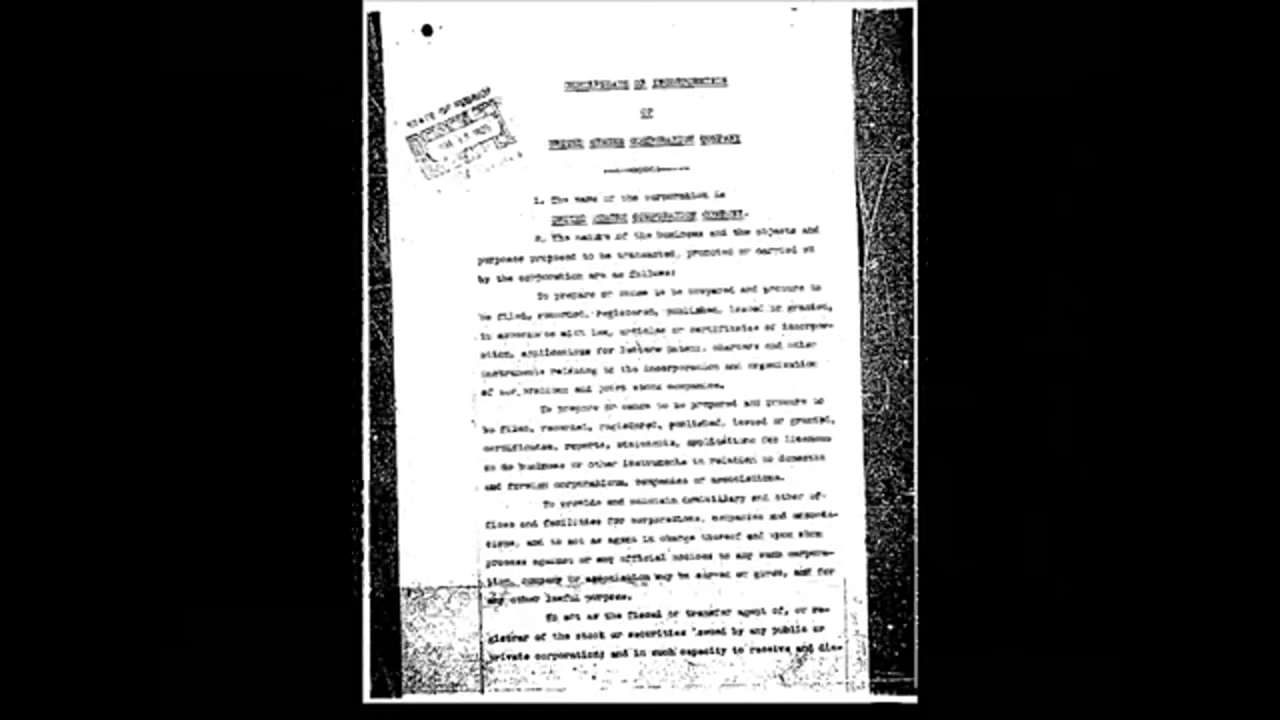 CERTIFICATE OF INCORPORATION
OF
UNITED STATES CORPORATION COMPANY
STATE OF
1. The name of the corporation is
UNITED STATES CORPORATION COMPANY.
2. The nature of the business and the objects and
purposes proposed to be transacted, promoted or carried on
by the corporation are as follows:
To prepare or cause to be prepared and procure to
be filed, recorded, registered, published, issued or granted,
in accordance with law, articles or certificates of incorpor-
ation, applications for letters patent, charters and other
instruments relating to the incorporation and organization
of corporations and joint stock companies.
To prepare or cause to be prepared and procure to
be filed, recorded, registered, published, issued or granted,
certificates, reports, statements, applications for licenses
to do business or other instruments in relation to domestic
and foreign corporations, companies or associations.
To provide and maintain domiciliary and other of-
fices and facilities for corporations, companies and associa-
tions, and to act as agent in charge thereof and upon whom
process against or any official notices to any such corpora-
tion, company or association may be served or given, and for
any other lawful purpose.
To act as the fiscal or transfer agent of, or re-
gistrar of the stock or securities issued by any public or
private corporation; and in such capacity to receive and dis-